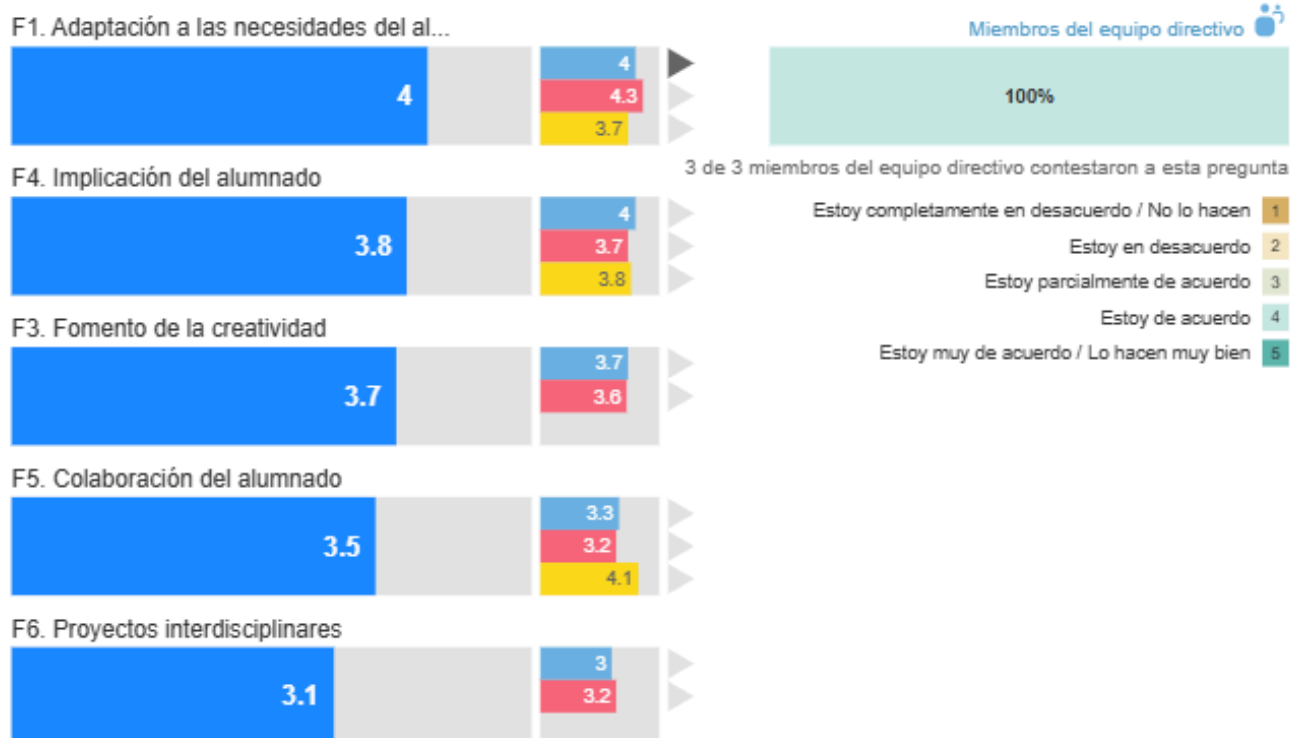 F1. Adaptación a las necesidades del al...
4
4
4.3
3.7
F4. Implicación del alumnado
3.8
4
3.7
3.8
F3. Fomento de la creatividad
3.7
3.7
3.6
F5. Colaboración del alumnado
3.5
3.3
3.2
4.1
F6. Proyectos interdisciplinares
3.1
3
3.2
Miembros del equipo directivo
100%
3 de 3 miembros del equipo directivo contestaron a esta pregunta
Estoy completamente en desacuerdo / No lo hacen 1
Estoy en desacuerdo 2
Estoy parcialmente de acuerdo 3
Estoy de acuerdo 4
Estoy muy de acuerdo / Lo hacen muy bien 5